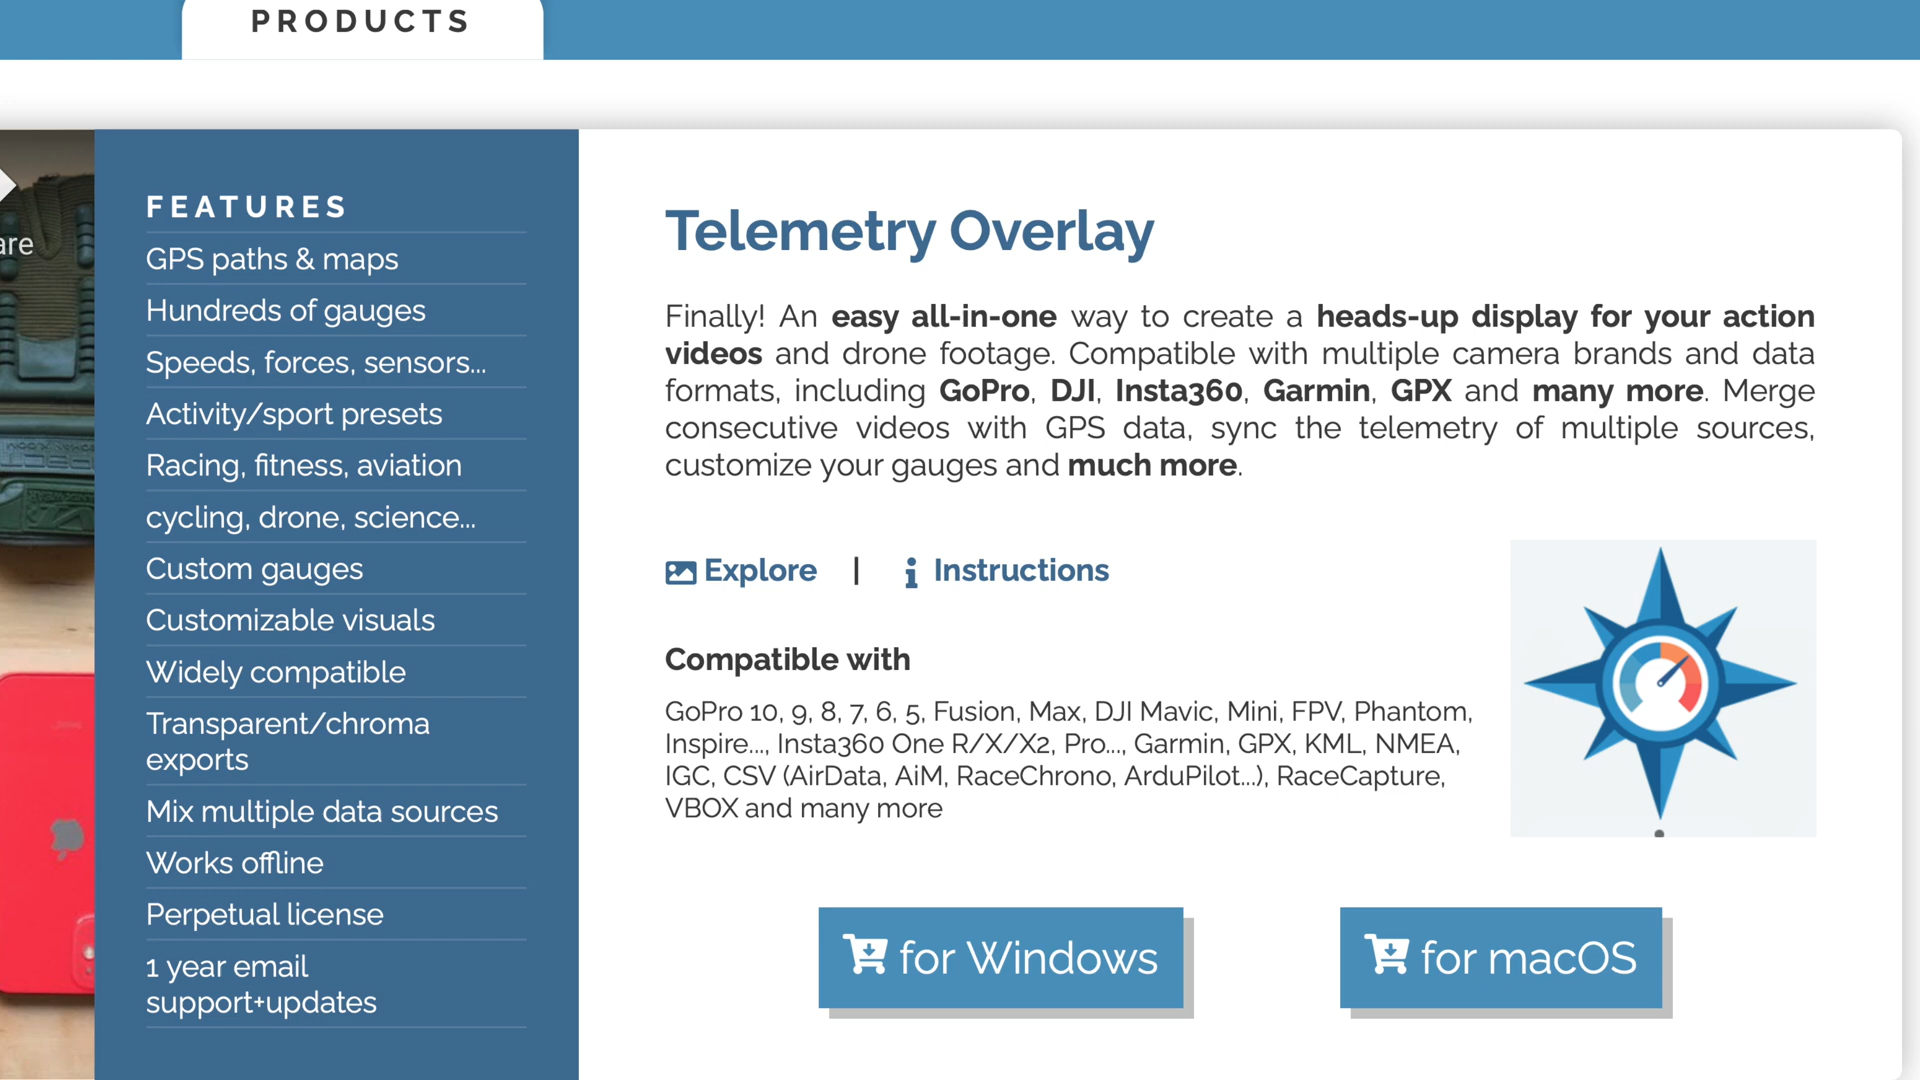 PRODUCTS
are
FEATURES
GPS paths & maps
Hundreds of gauges
Speeds, forces, sensors...
Activity/sport presets
Racing, fitness, aviation
cycling, drone, science...
Custom gauges
Customizable visuals
Widely compatible
Transparent/chroma
exports
Mix multiple data sources
Works offline
Perpetual license
1 year email
support+updates
Telemetry Overlay
Finally! An easy all-in-one way to create a heads-up display for your action
videos and drone footage. Compatible with multiple camera brands and data
formats, including GoPro, DJI, Insta360, Garmin, GPX and many more. Merge
consecutive videos with GPS data, sync the telemetry of multiple sources,
customize your gauges and much more.
Explore | Instructions
Compatible with
GoPro 10, 9, 8, 7, 6, 5, Fusion, Max, DJI Mavic, Mini, FPV, Phantom,
Inspire..., Insta360 One R/X/X2, Pro..., Garmin, GPX, KML, NMEA,
IGC, CSV (AirData, AiM, RaceChrono, ArduPilot...), RaceCapture,
VBOX and many more
for Windows
for macOS